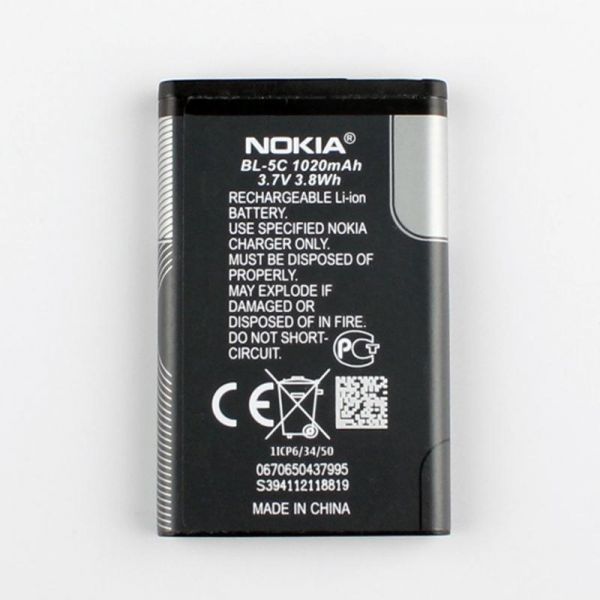 NOKIA®
BL-5C 1020mAh
3.7V 3.8Wh
RECHARGEABLE Li-ion
BATTERY.
USE SPECIFIED NOKIA
CHARGER ONLY.
MUST BE DISPOSED OF
PROPERLY.
MAY EXPLODE IF
DAMAGED OR
DISPOSED OF IN FIRE.
DO NOT SHORT-
CIRCUIT.
PCT
CE
1ICP6/34/50
0670650437995
S394112118819
MADE IN CHINA